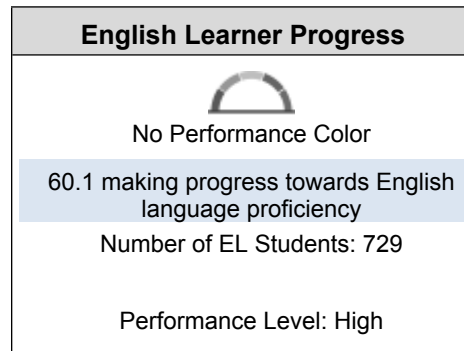 English Learner Progress
No Performance Color
60.1 making progress towards English
language proficiency
Number of EL Students: 729
Performance Level: High